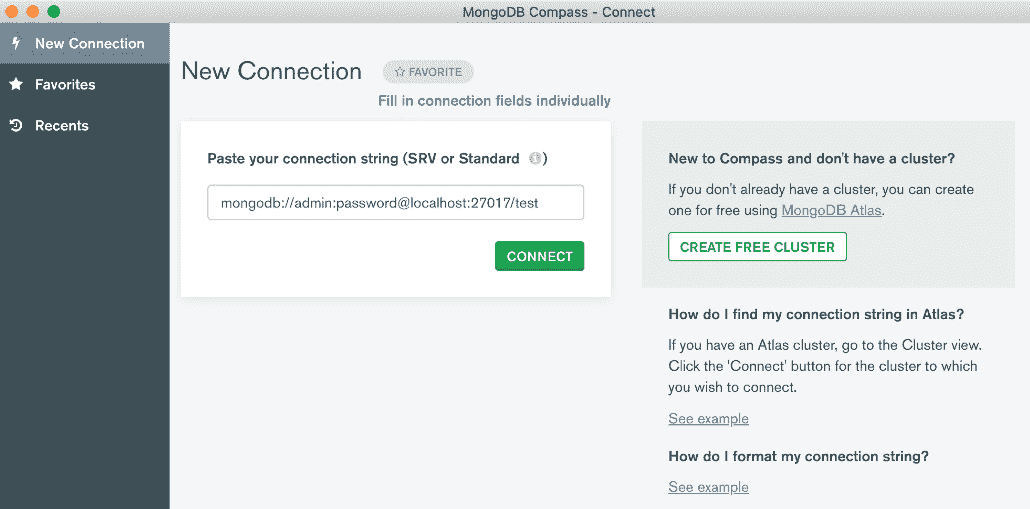 MongoDB Compass - Connect
New Connection
Favorites
Recents
New Connection
FAVORITE
Fill in connection fields individually
Paste your connection string (SRV or Standard i)
mongodb://admin:password@localhost:27017/test
CONNECT
New to Compass and don't have a cluster?
If you don't already have a cluster, you can create
one for free using MongoDB Atlas.
CREATE FREE CLUSTER
How do I find my connection string in Atlas?
If you have an Atlas cluster, go to the Cluster view.
Click the 'Connect' button for the cluster to which
you wish to connect.
See example
How do I format my connection string?
See example